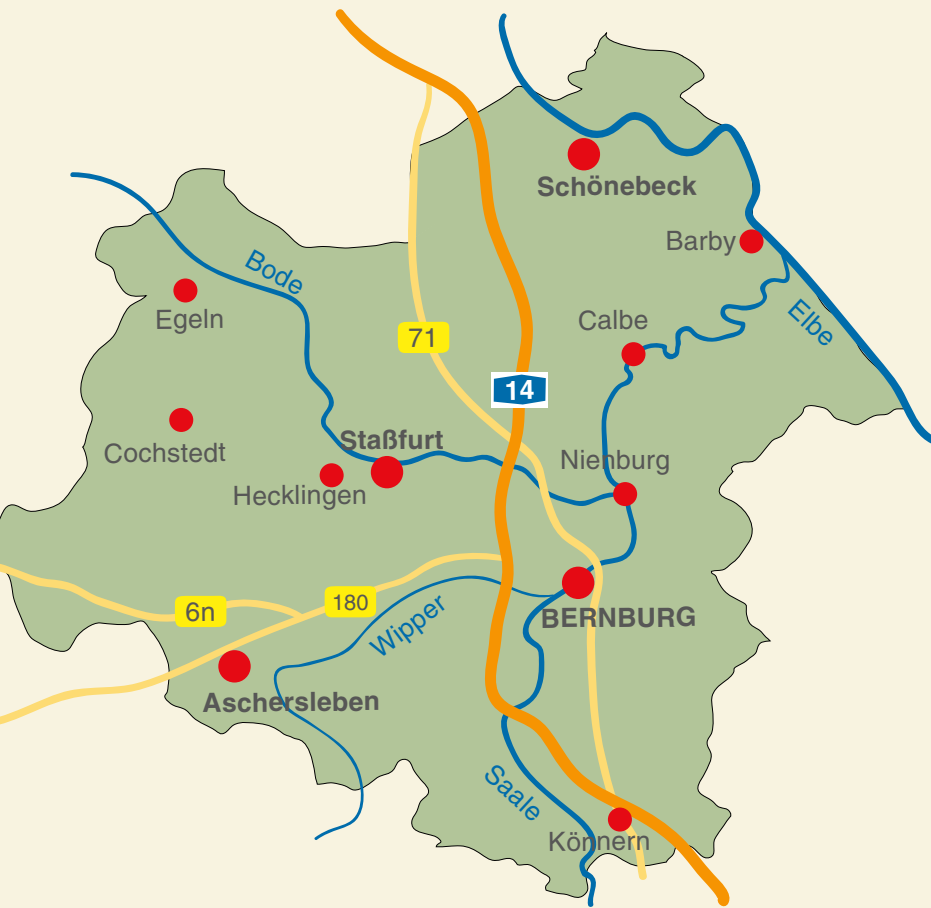 Schönebeck
Barby
Bode
Egeln
Elbe
Calbe
71
14
Staßfurt
Cochstedt
Nienburg
Hecklingen
180
6n
Wipper
BERNBURG
Aschersleben
Saale
Könnern